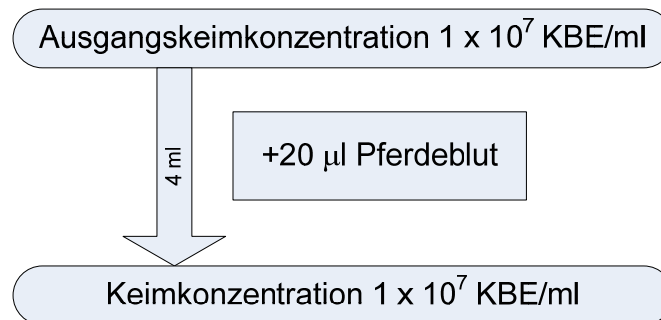 Ausgangskeimkonzentration 1 x 10⁷ KBE/ml
4 ml
+20 µl Pferdeblut
Keimkonzentration 1 x 10⁷ KBE/ml